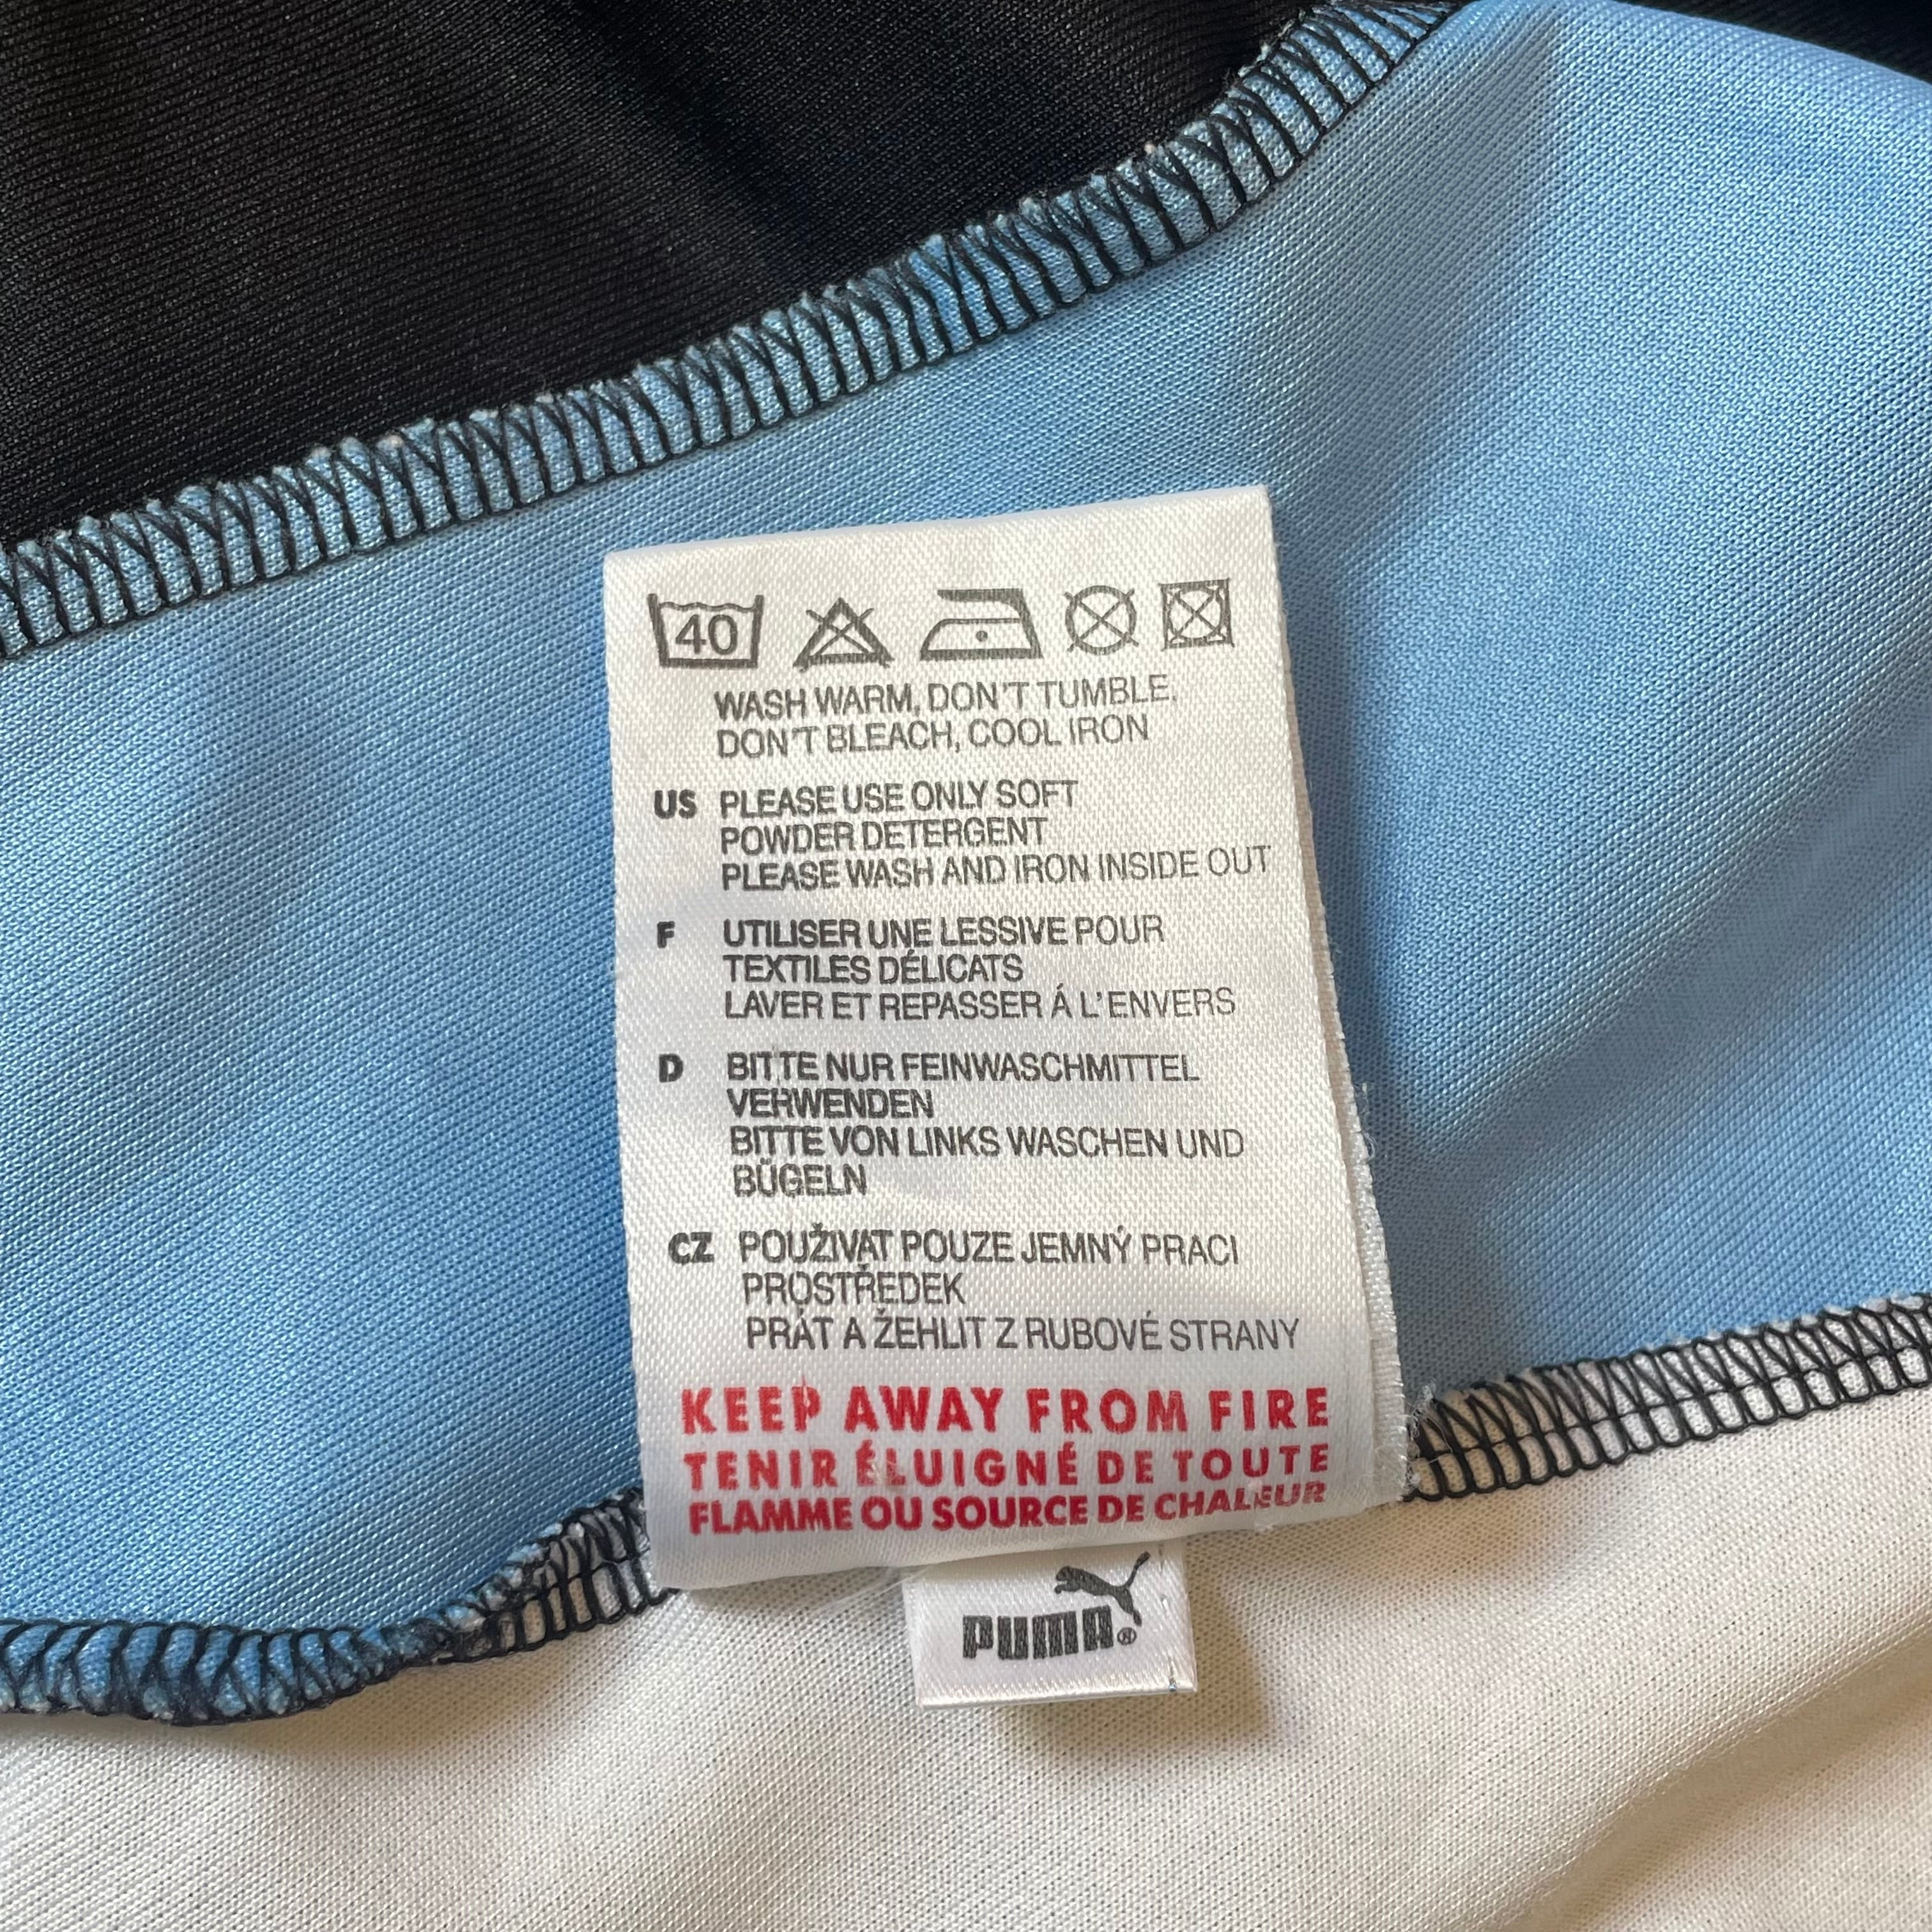 40
WASH WARM, DON'T TUMBLE,
DON'T BLEACH, COOL IRON
US PLEASE USE ONLY SOFT
POWDER DETERGENT
PLEASE WASH AND IRON INSIDE OUT
F UTILISER UNE LESSIVE POUR
TEXTILES DÉLICATS
LAVER ET REPASSER Á L'ENVERS
D BITTE NUR FEINWASCHMITTEL
VERWENDEN
BITTE VON LINKS WASCHEN UND
BÜGELN
CZ POUŽIVAT POUZE JEMNÝ PRACI
PROSTŘEDEK
PRÁT A ŽEHLIT Z RUBOVÉ STRANY
KEEP AWAY FROM FIRE
TENIR ÉLUIGNÉ DE TOUTE
FLAMME OU SOURCE DE CHALEUR
PUMA®